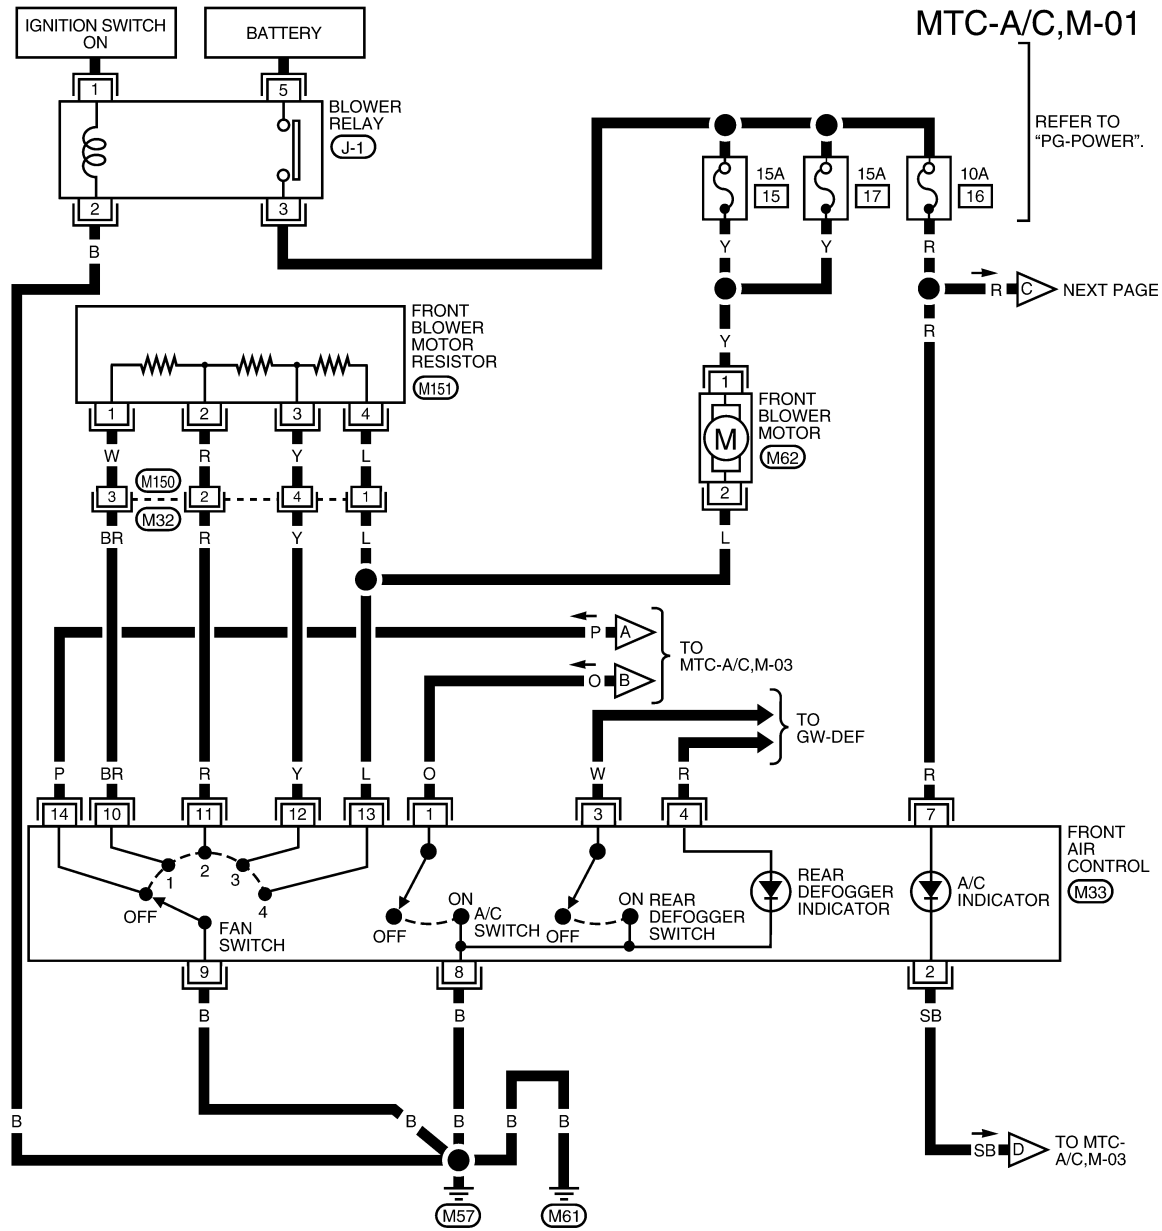 MTC-A/C,M-01
IGNITION SWITCH
ON
BATTERY
1
5
BLOWER
RELAY
J-1
2
3
B
REFER TO
“PG-POWER”.
15A
15
15A
17
10A
16
Y
Y
R
R
C
NEXT PAGE
R
FRONT
BLOWER
MOTOR
RESISTOR
M151
1
2
3
4
W
R
Y
L
M150
3
2
4
1
M32
BR
R
Y
L
Y
1
FRONT
BLOWER
MOTOR
M62
M
2
L
P
A
TO
MTC-A/C,M-03
O
B
TO
GW-DEF
P
BR
R
Y
L
O
W
R
R
14
10
11
12
13
1
3
4
7
FRONT
AIR
CONTROL
M33
OFF
1
2
3
4
FAN
SWITCH
OFF
ON
A/C
SWITCH
OFF
ON
REAR
DEFOGGER
SWITCH
REAR
DEFOGGER
INDICATOR
A/C
INDICATOR
9
8
2
B
B
SB
B
B
B
B
B
SB
D
TO MTC-
A/C,M-03
M57
M61